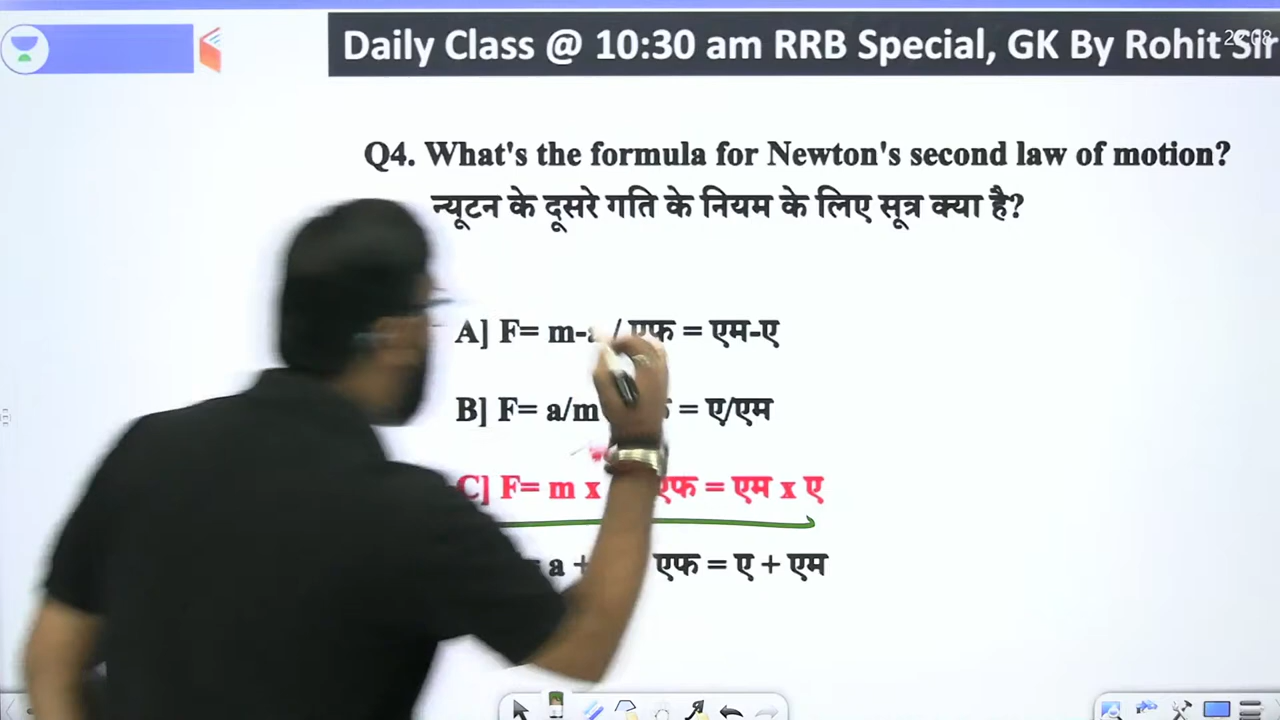 Daily Class @ 10:30 am RRB Special, GK By Rohit Sir
Q4. What's the formula for Newton's second law of motion?
न्यूटन के दूसरे गति के नियम के लिए सूत्र क्या है?
A] F= m-a / एफ = एम-ए
B] F= a/m = ए/एम
C] F= m x एफ = एम x ए
a + एफ = ए + एम